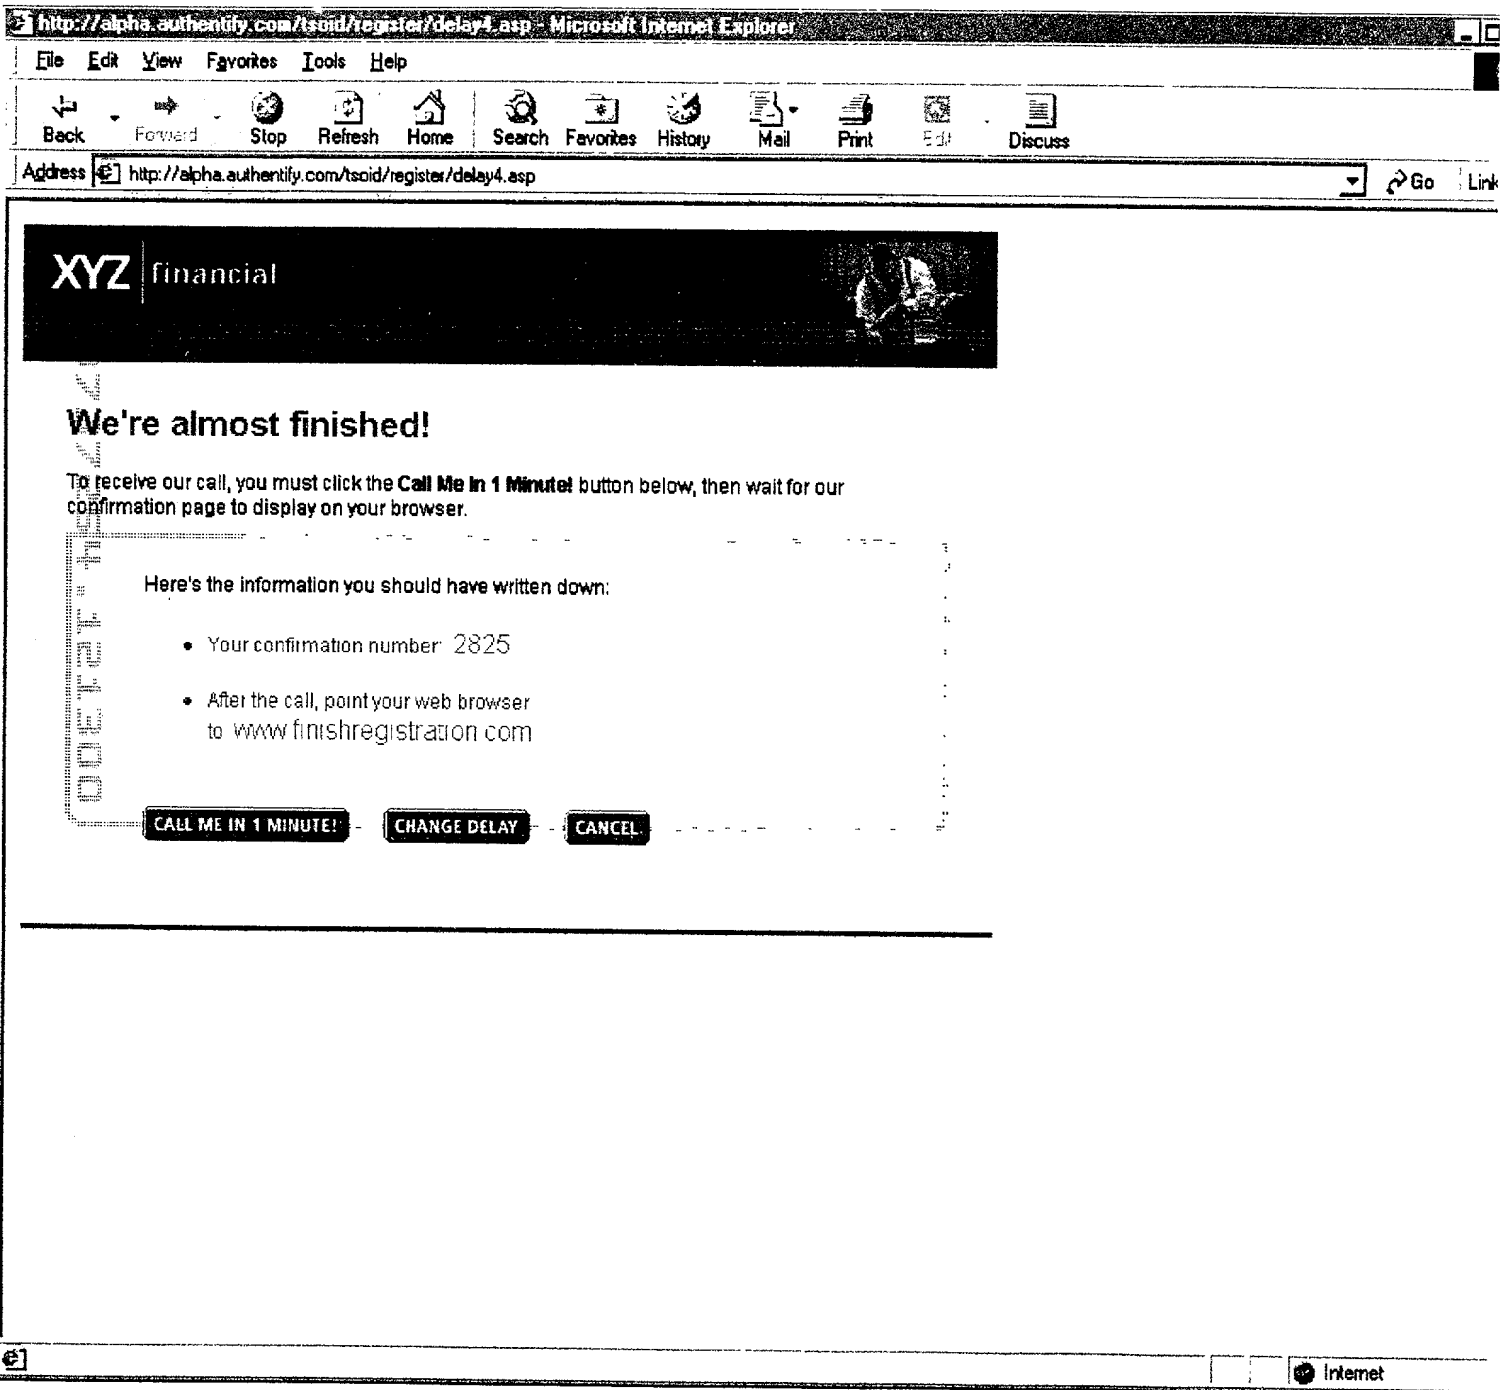 http://alpha.authentify.com/tsoid/register/delay4.asp - Microsoft Internet Explorer
File Edit View Favorites Tools Help
Back Forward Stop Refresh Home Search Favorites History Mail Print Edit Discuss
Address http://alpha.authentify.com/tsoid/register/delay4.asp Go Link
XYZ financial
We're almost finished!
To receive our call, you must click the Call Me in 1 Minute! button below, then wait for our
confirmation page to display on your browser.
Here's the information you should have written down:
• Your confirmation number: 2825
• After the call, point your web browser
to www.finishregistration.com
CALL ME IN 1 MINUTE! CHANGE DELAY CANCEL
Internet